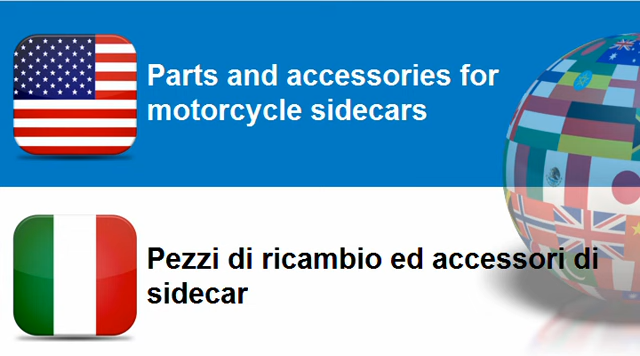 Parts and accessories for
motorcycle sidecars
Pezzi di ricambio ed accessori di
sidecar